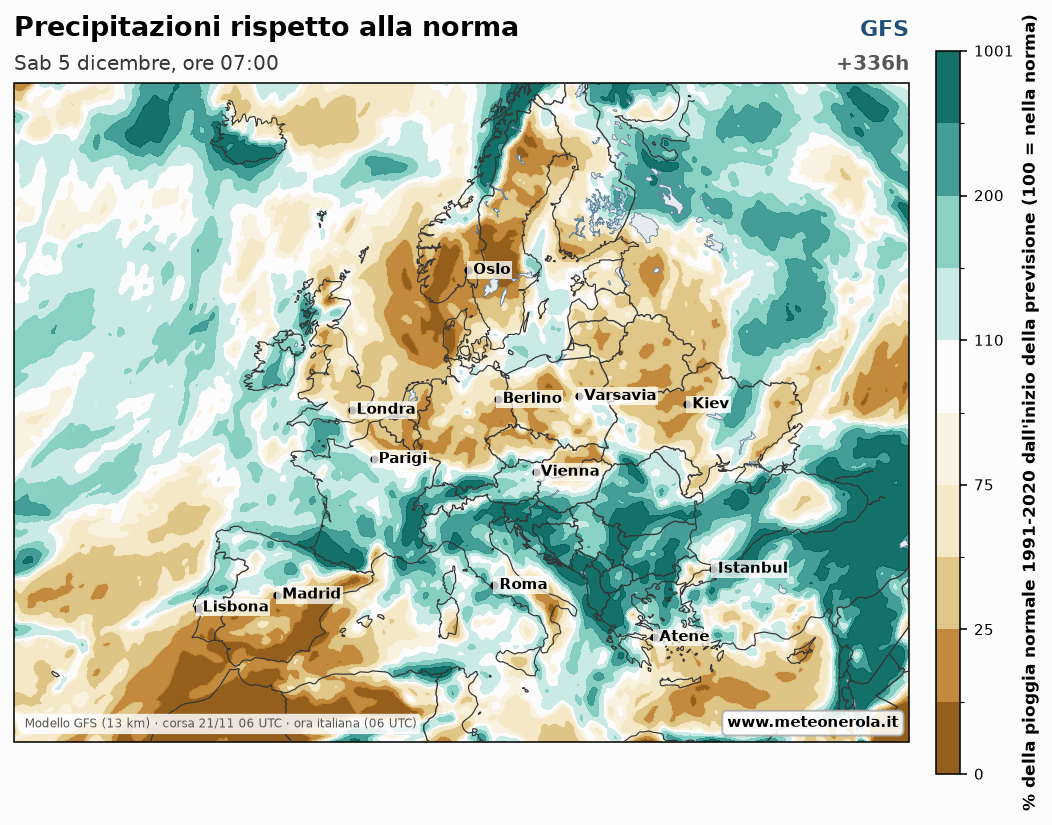 Precipitazioni rispetto alla norma
GFS
Sab 5 dicembre, ore 07:00
+336h
1001
200
110
75
25
0
% della pioggia normale 1991-2020 dall'inizio della previsione (100 = nella norma)
Oslo
Berlino
Varsavia
Kiev
Londra
Parigi
Vienna
Istanbul
Roma
Madrid
Lisbona
Atene
Modello GFS (13 km) · corsa 21/11 06 UTC · ora italiana (06 UTC)
www.meteonerola.it